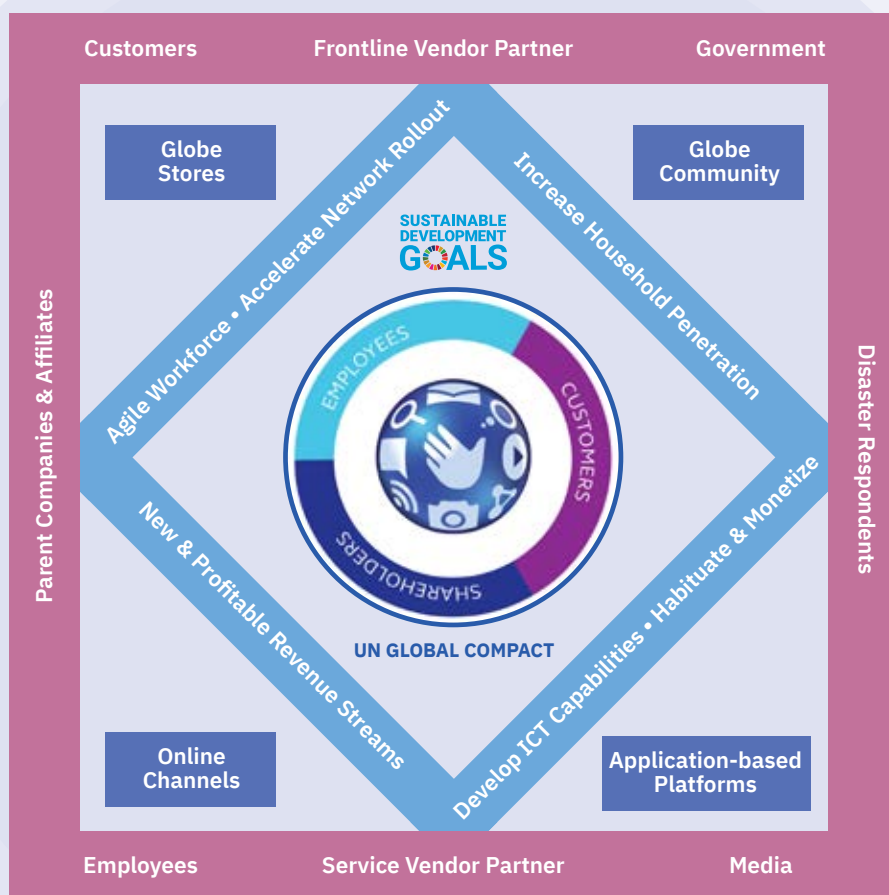 Customers
Frontline Vendor Partner
Government
Globe
Stores
Globe
Community
Agile Workforce • Accelerate Network Rollout
Increase Household Penetration
SUSTAINABLE
DEVELOPMENT
GOALS
Parent Companies & Affiliates
Disaster Respondents
EMPLOYEES
CUSTOMERS
SHAREHOLDERS
UN GLOBAL COMPACT
New & Profitable Revenue Streams
Develop ICT Capabilities • Habituate & Monetize
Online
Channels
Application-based
Platforms
Employees
Service Vendor Partner
Media